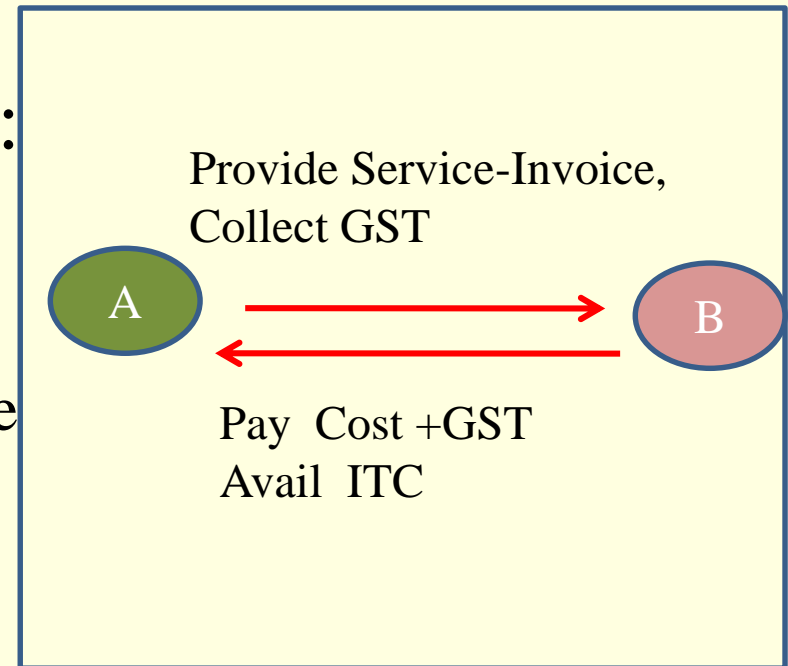 :
Provide Service-Invoice,
Collect GST
A
B
e
Pay Cost +GST
Avail ITC